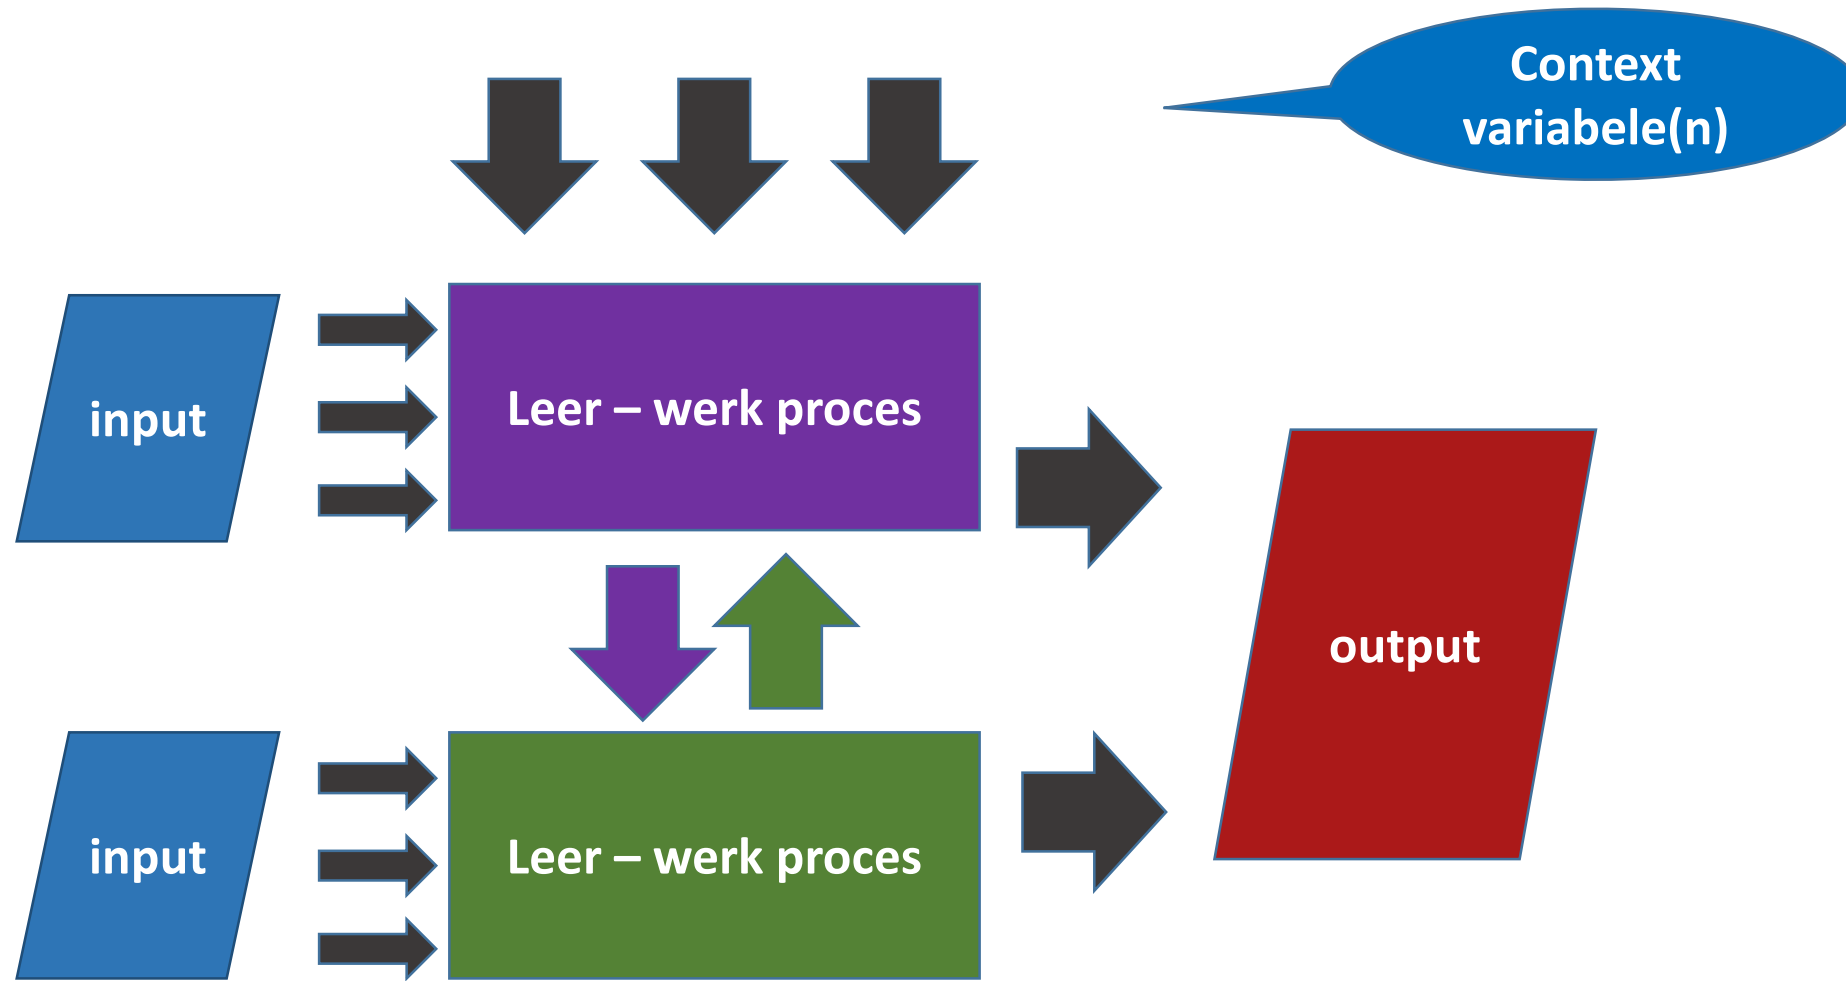 Context
variabele(n)
input
Leer – werk proces
output
input
Leer – werk proces